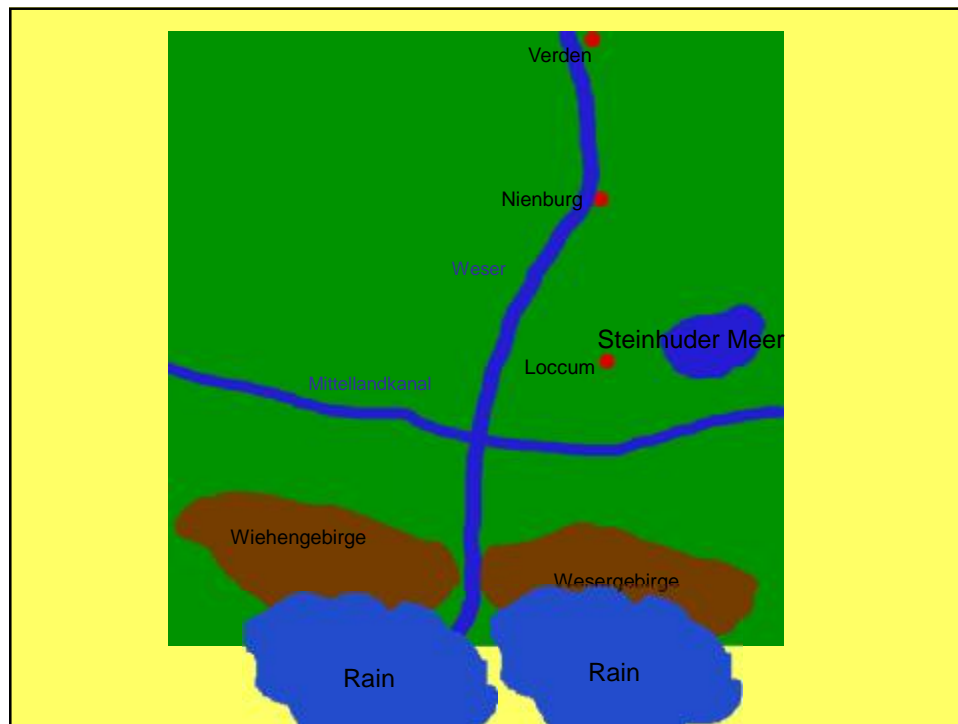 Verden
Nienburg
Weser
Steinhuder Meer
Loccum
Mittellandkanal
Wiehengebirge
Wesergebirge
Rain
Rain